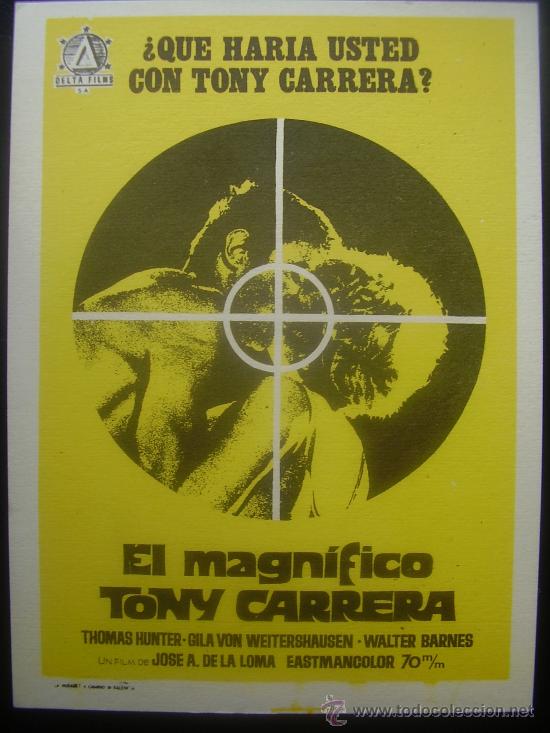 DELTA FILMS
S A
¿QUE HARIA USTED
CON TONY CARRERA?
El magnífico
TONY CARRERA
THOMAS HUNTER · GILA VON WEITERSHAUSEN · WALTER BARNES
UN FILM DE JOSE A. DE LA LOMA EASTMANCOLOR 70 m/m
www.todocoleccion.net